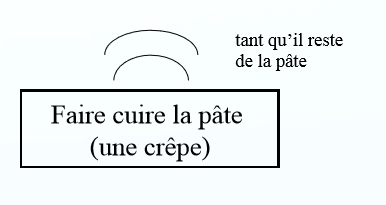 tant qu’il reste
de la pâte
Faire cuire la pâte
(une crêpe)